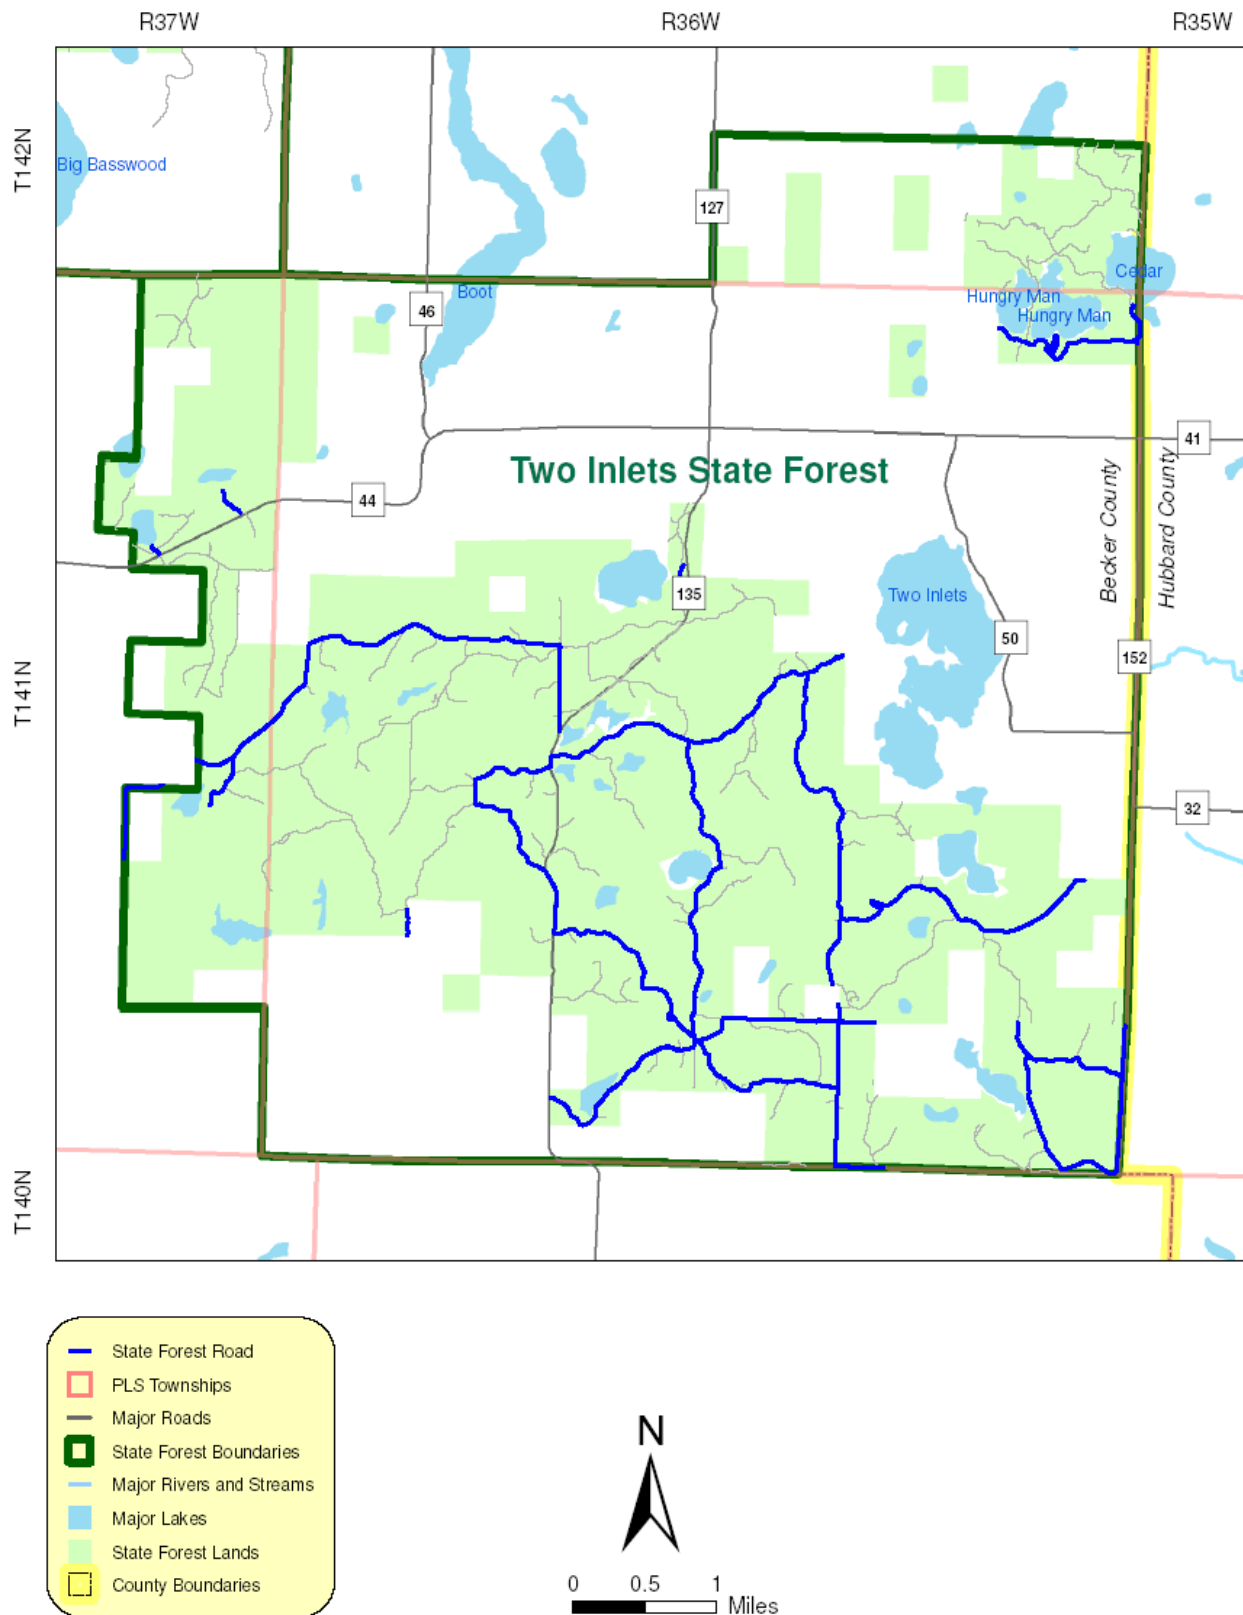 R37W
R36W
R35W
T142N
Big Basswood
127
Cedar
Boot
Hungry Man
46
Hungry Man
41
Two Inlets State Forest
44
Becker County
Hubbard County
135
Two Inlets
50
152
T141N
32
T140N
State Forest Road
PLS Townships
Major Roads
State Forest Boundaries
Major Rivers and Streams
Major Lakes
State Forest Lands
County Boundaries
N
0 0.5 1
Miles